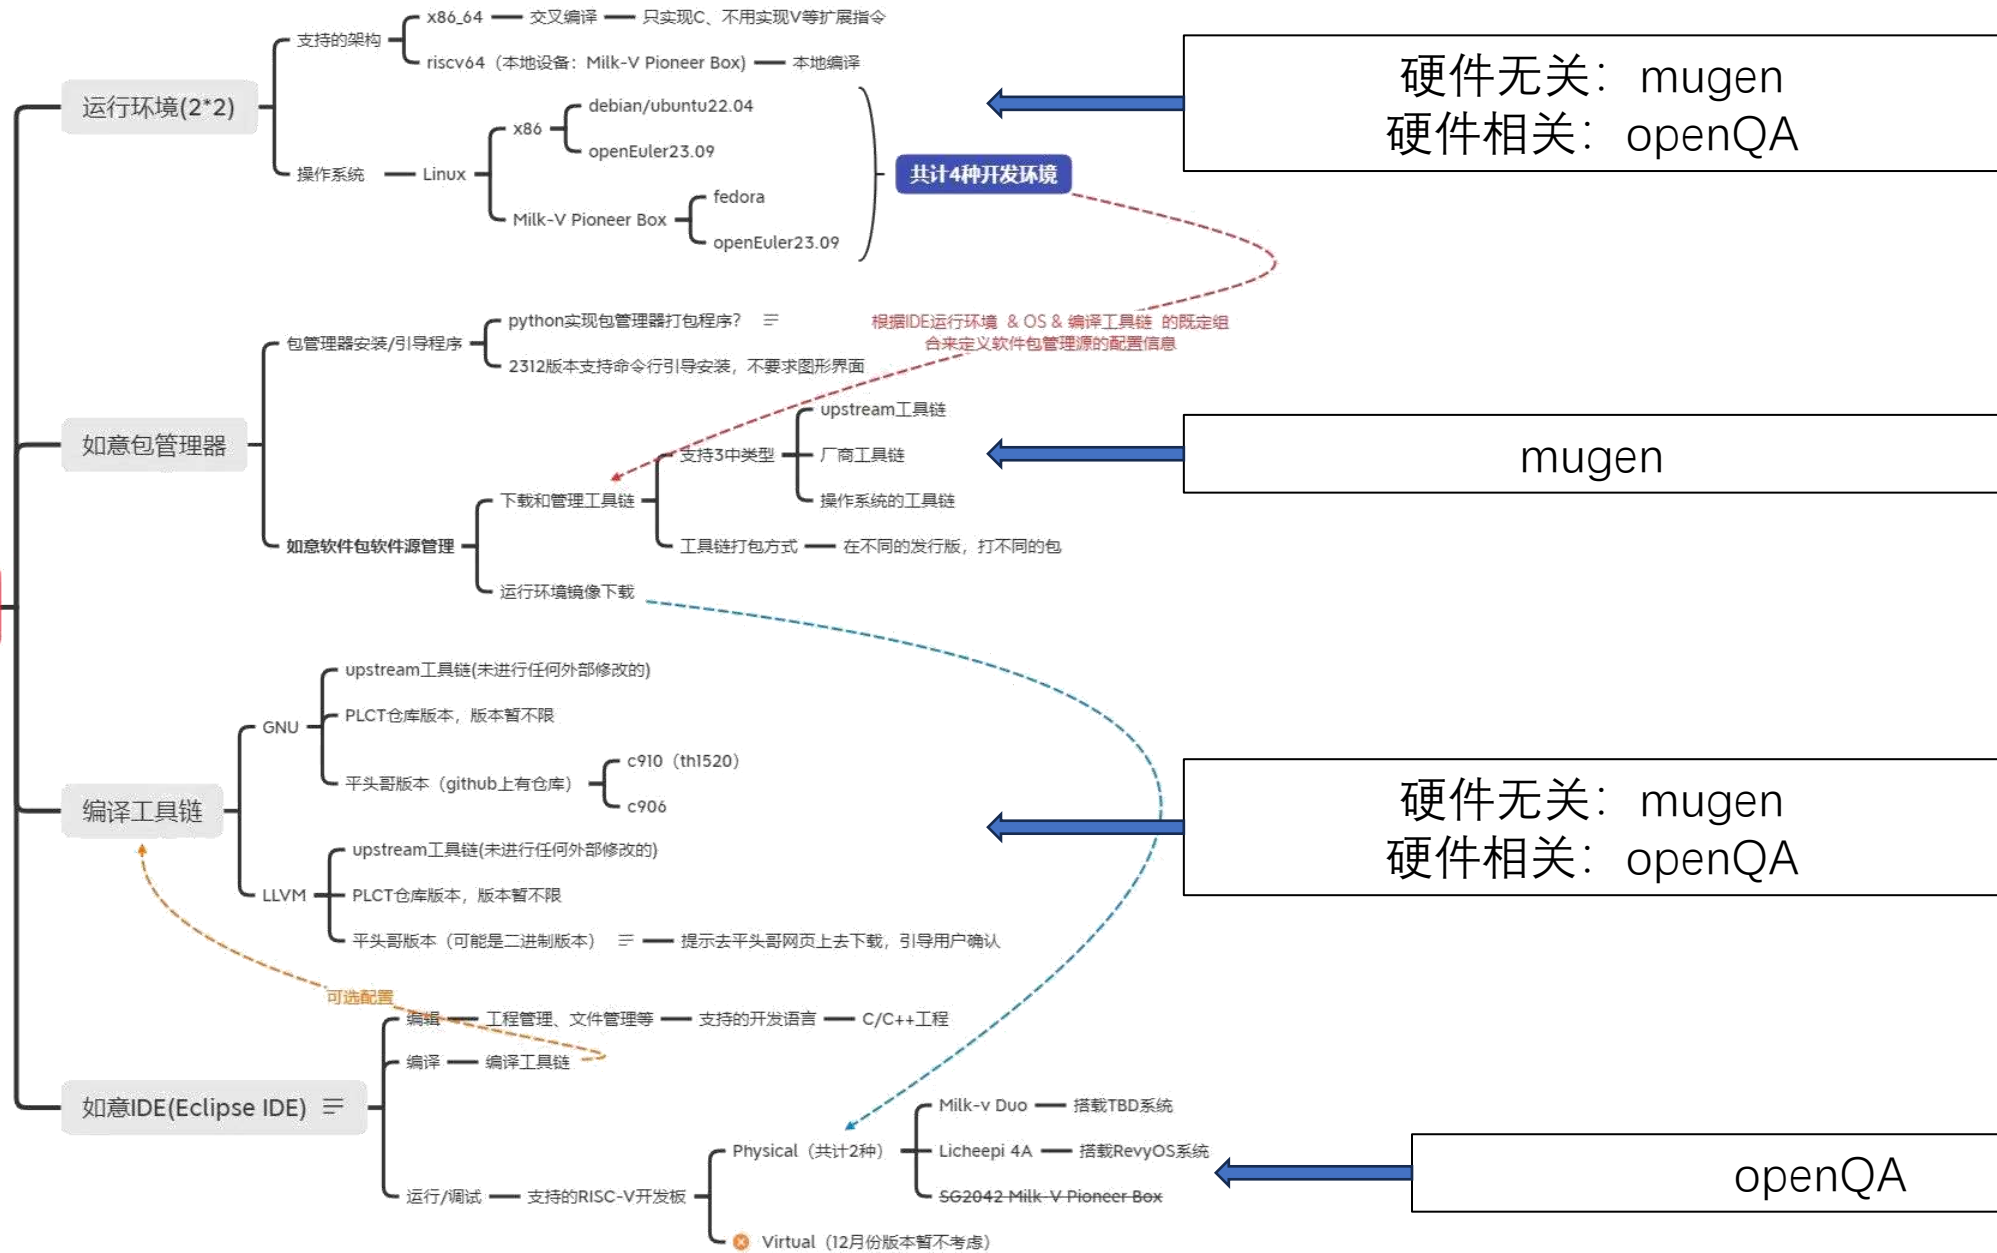 运行环境(2*2)
支持的架构
x86_64
交叉编译
只实现C、不用实现V等扩展指令
riscv64（本地设备：Milk-V Pioneer Box)
本地编译
操作系统
Linux
x86
debian/ubuntu22.04
openEuler23.09
Milk-V Pioneer Box
fedora
openEuler23.09
共计4种开发环境
硬件无关：mugen
硬件相关：openQA
根据IDE运行环境 & OS & 编译工具链 的既定组
合来定义软件包管理源的配置信息
如意包管理器
包管理器安装/引导程序
python实现包管理器打包程序？
2312版本支持命令行引导安装，不要求图形界面
如意软件包软件源管理
下载和管理工具链
支持3中类型
upstream工具链
厂商工具链
操作系统的工具链
工具链打包方式
在不同的发行版，打不同的包
运行环境镜像下载
mugen
编译工具链
GNU
upstream工具链(未进行任何外部修改的)
PLCT仓库版本，版本暂不限
平头哥版本（github上有仓库）
c910（th1520）
c906
LLVM
upstream工具链(未进行任何外部修改的)
PLCT仓库版本，版本暂不限
平头哥版本（可能是二进制版本）
提示去平头哥网页上去下载，引导用户确认
硬件无关：mugen
硬件相关：openQA
可选配置
如意IDE(Eclipse IDE)
编辑
工程管理、文件管理等
支持的开发语言
C/C++工程
编译
编译工具链
运行/调试
支持的RISC-V开发板
Physical（共计2种）
Milk-v Duo
搭载TBD系统
Licheepi 4A
搭载RevyOS系统
SG2042 Milk-V Pioneer Box
Virtual（12月份版本暂不考虑）
openQA